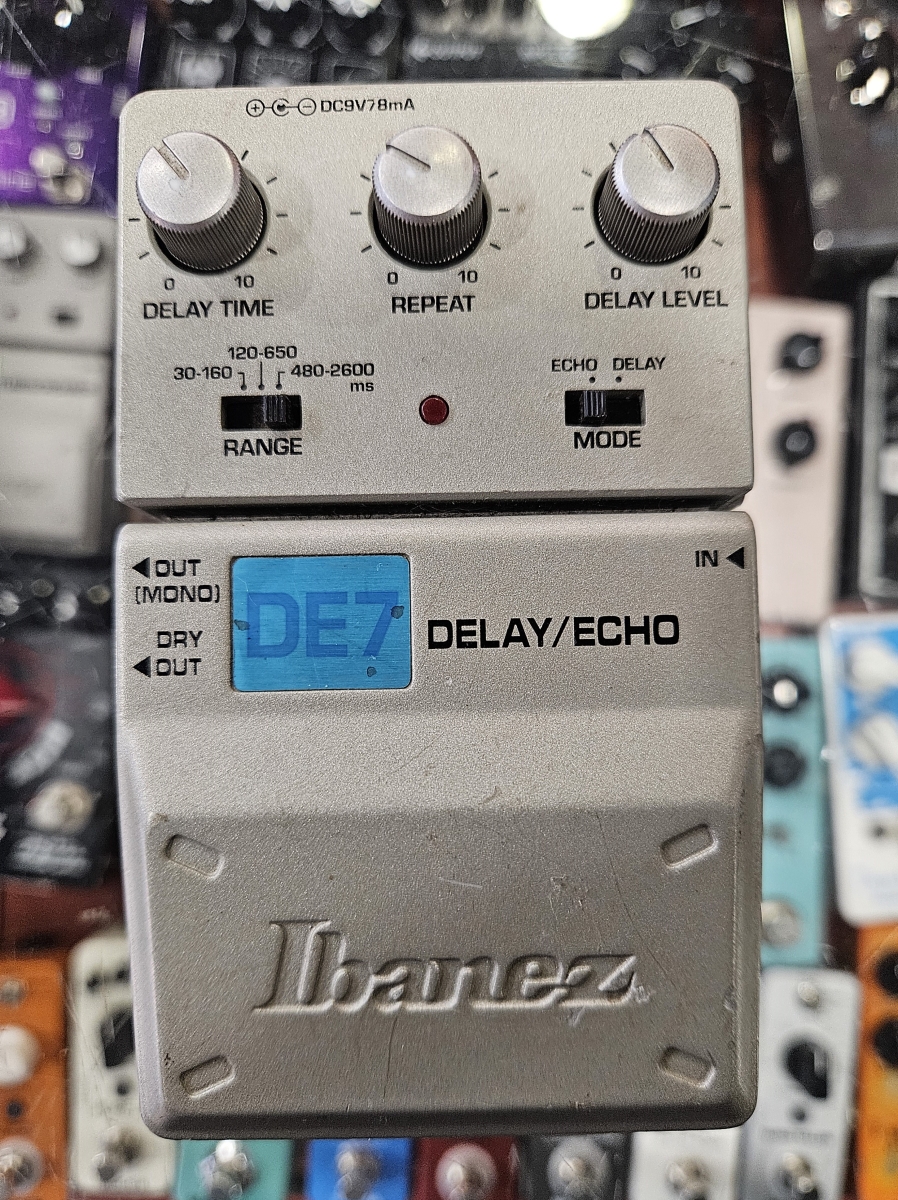 DC9V78mA
0 10
DELAY TIME
0 10
REPEAT
0 10
DELAY LEVEL
120-650
30-160
480-2600
ms
RANGE
ECHO DELAY
MODE
OUT
(MONO)
DRY
OUT
DE7
DELAY/ECHO
IN
Ibanez